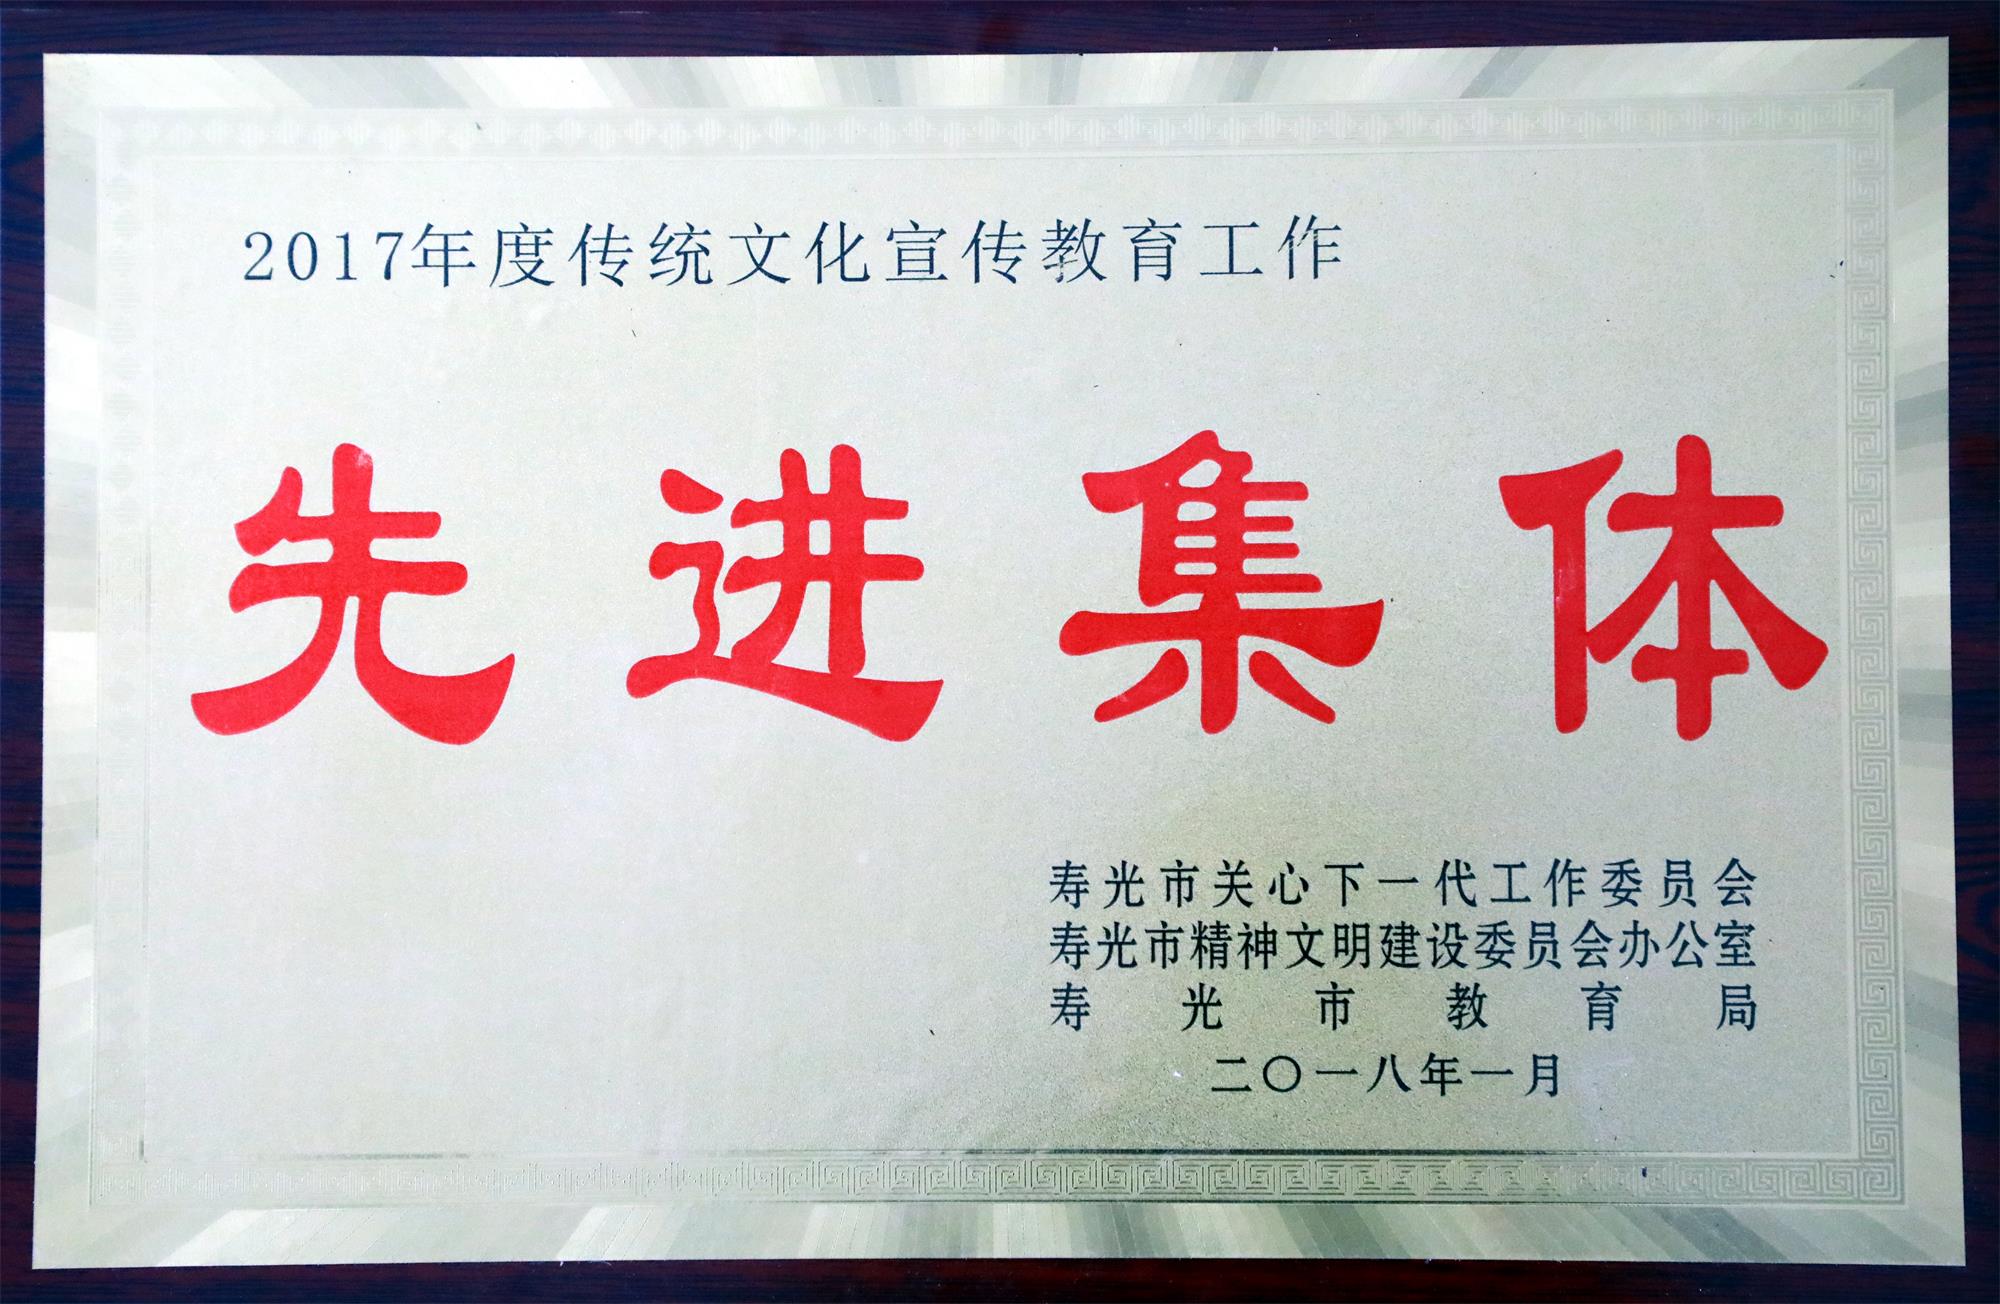 2017年度传统文化宣传教育工作
先进集体
寿光市关心下一代工作委员会
寿光市精神文明建设委员会办公室
寿光市教育局
二〇一八年一月